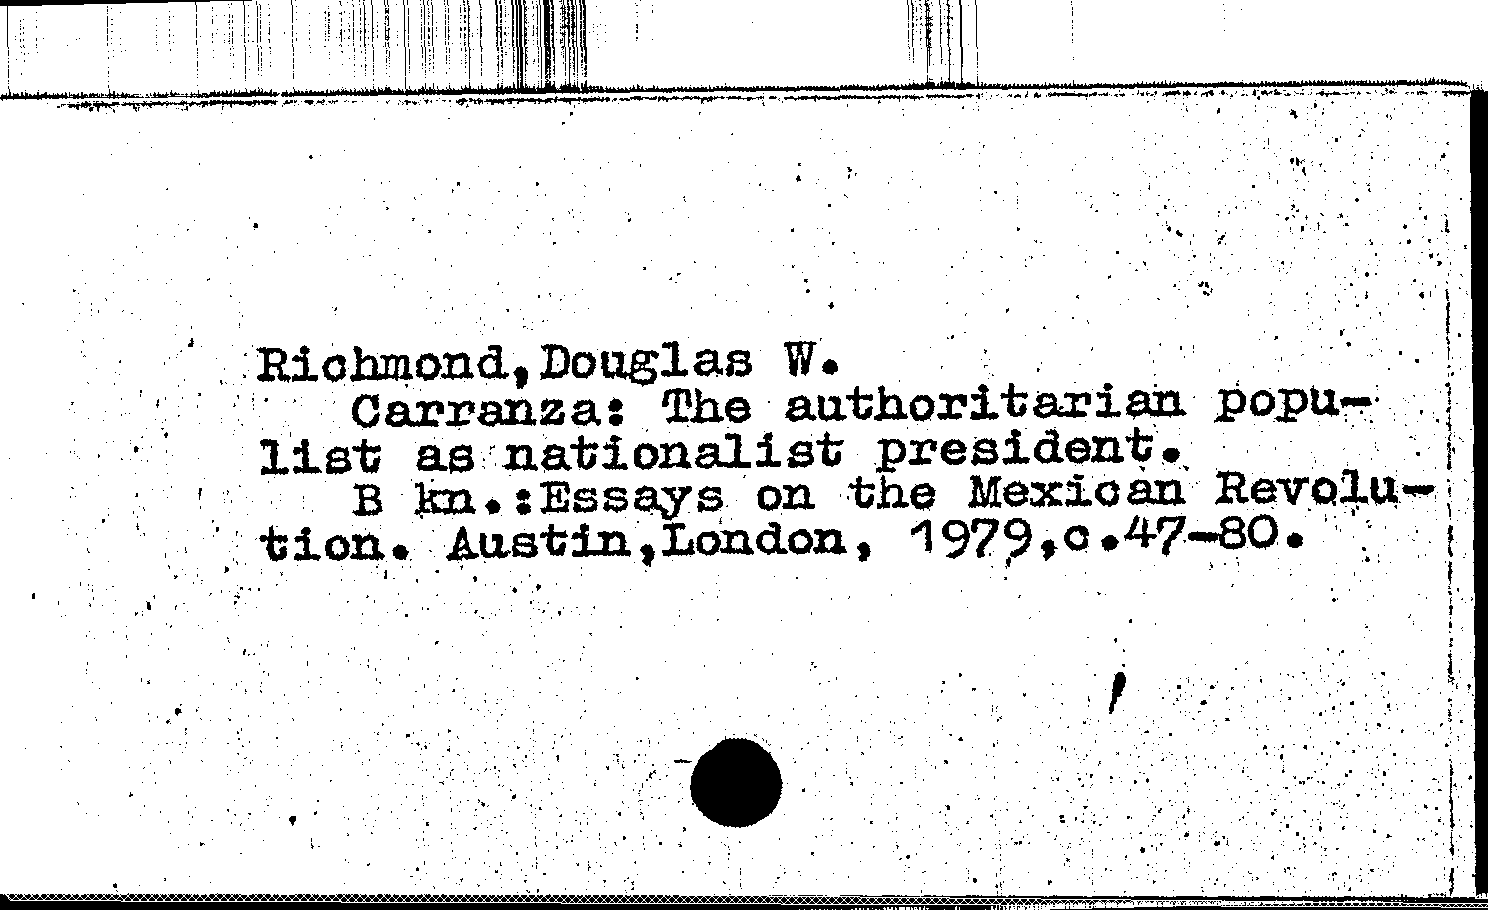 Richmond,Douglas W.
Carranza: The authoritarian popu-
list as nationalist president.
B kn.:Essays on the Mexican Revolu-
tion. Austin,London, 1979,c.47-80.